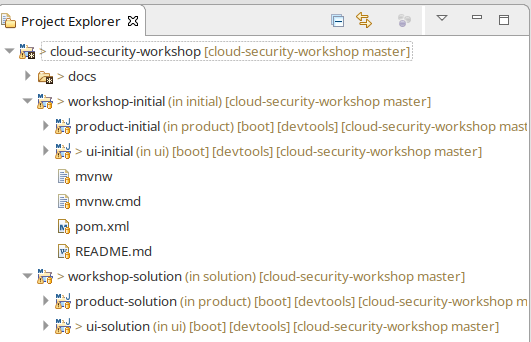 Project Explorer
> cloud-security-workshop [cloud-security-workshop master]
> docs
> workshop-initial (in initial) [cloud-security-workshop master]
> product-initial (in product) [boot] [devtools] [cloud-security-workshop mast
> ui-initial (in ui) [boot] [devtools] [cloud-security-workshop master]
mvnw
mvnw.cmd
pom.xml
README.md
> workshop-solution (in solution) [cloud-security-workshop master]
> product-solution (in product) [boot] [devtools] [cloud-security-workshop m
> ui-solution (in ui) [boot] [devtools] [cloud-security-workshop master]